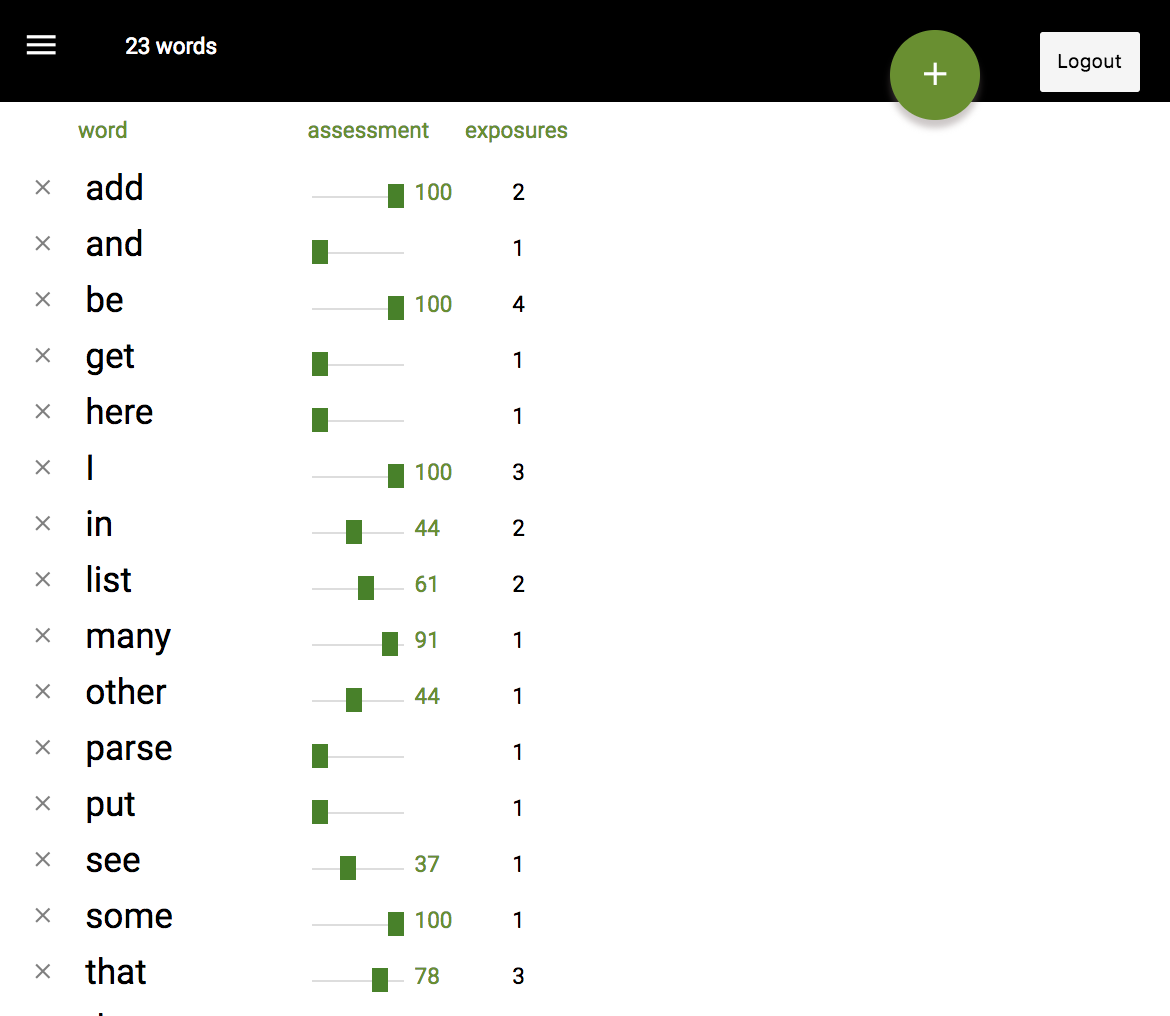 23 words
+
Logout
word assessment exposures
× add 100 2
× and 1
× be 100 4
× get 1
× here 1
× I 100 3
× in 44 2
× list 61 2
× many 91 1
× other 44 1
× parse 1
× put 1
× see 37 1
× some 100 1
× that 78 3